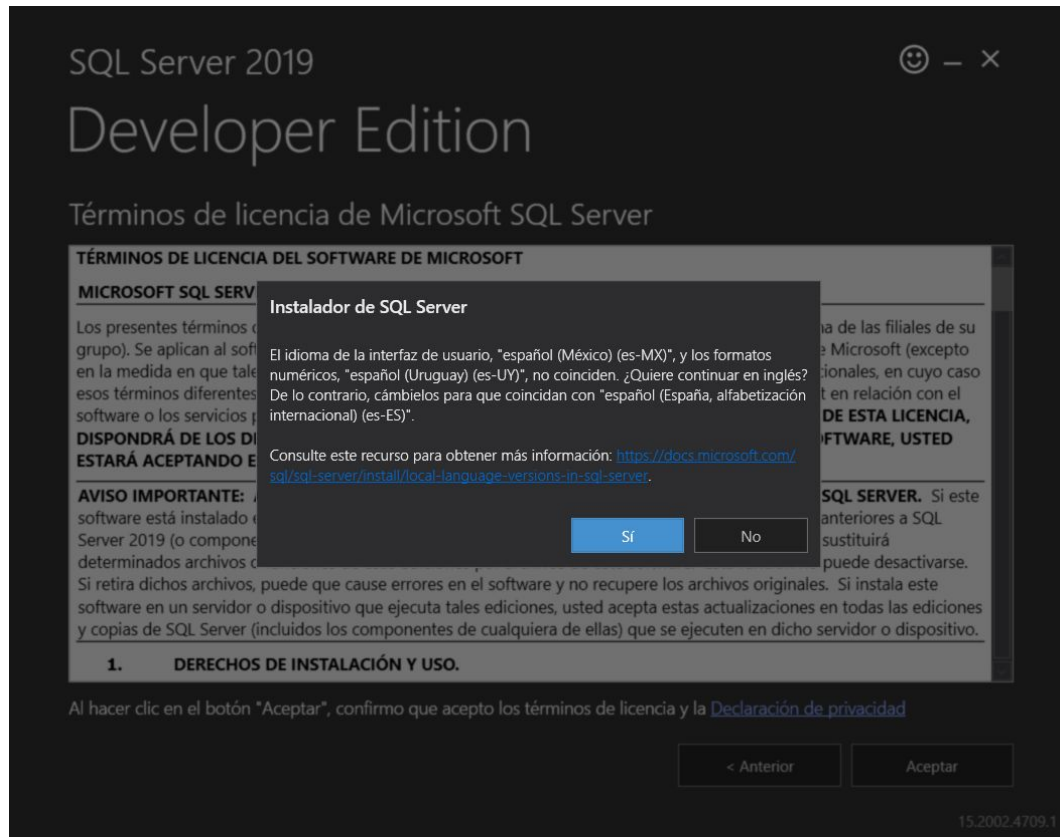 SQL Server 2019
Developer Edition
Términos de licencia de Microsoft SQL Server
TÉRMINOS DE LICENCIA DEL SOFTWARE DE MICROSOFT
MICROSOFT SQL SERV
Los presentes términos
na de las filiales de su
grupo). Se aplican al soft
e Microsoft (excepto
en la medida en que tale
cionales, en cuyo caso
esos términos diferentes
t en relación con el
software o los servicios
DE ESTA LICENCIA,
DISPONDRÁ DE LOS
FTWARE, USTED
ESTARÁ ACEPTANDO E
AVISO IMPORTANTE:
SQL SERVER. Si este
software está instalado
anteriores a SQL
Server 2019 (o compone
sustituirá
determinados archivos
puede desactivarse.
Si retira dichos archivos, puede que cause errores en el software y no recupere los archivos originales. Si instala este
software en un servidor o dispositivo que ejecuta tales ediciones, usted acepta estas actualizaciones en todas las ediciones
y copias de SQL Server (incluidos los componentes de cualquiera de ellas) que se ejecuten en dicho servidor o dispositivo.
1. DERECHOS DE INSTALACIÓN Y USO.
Instalador de SQL Server
El idioma de la interfaz de usuario, "español (México) (es-MX)", y los formatos
numéricos, "español (Uruguay) (es-UY)", no coinciden. ¿Quiere continuar en inglés?
De lo contrario, cámbielos para que coincidan con "español (España, alfabetización
internacional) (es-ES)".
Consulte este recurso para obtener más información: https://docs.microsoft.com/
sql/sql-server/install/local-language-versions-in-sql-server.
Sí
No
Al hacer clic en el botón "Aceptar", confirmo que acepto los términos de licencia y la Declaración de privacidad
< Anterior
Aceptar
15.2002.4709.1